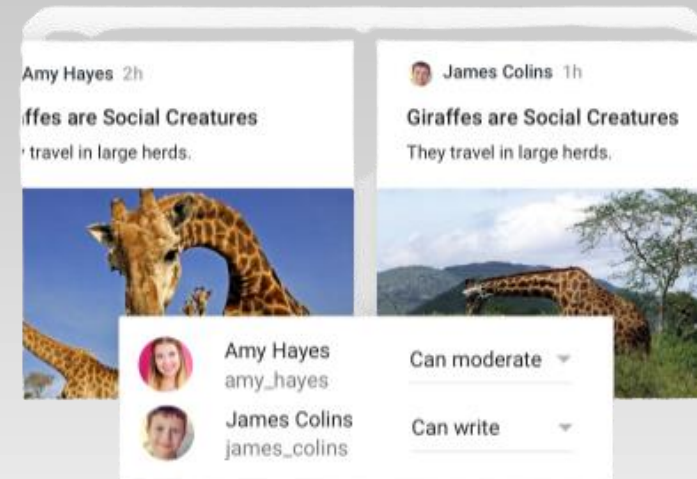 Amy Hayes 2h
ffes are Social Creatures
travel in large herds.
James Colins 1h
Giraffes are Social Creatures
They travel in large herds.
Amy Hayes
amy_hayes
Can moderate
James Colins
james_colins
Can write